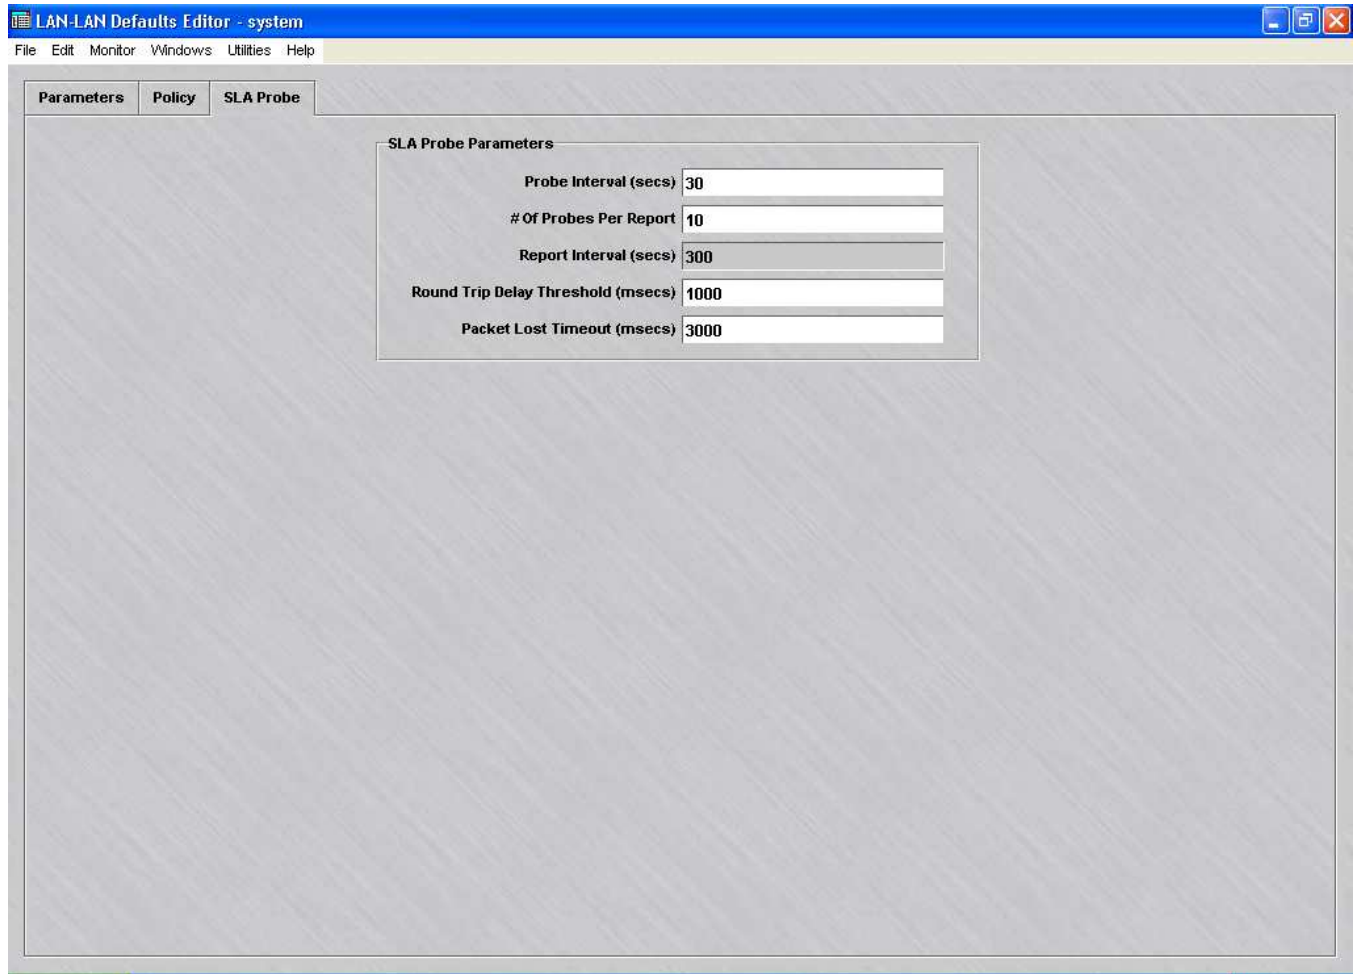 LAN-LAN Defaults Editor - system
File Edit Monitor Windows Utilities Help
Parameters Policy SLA Probe
SLA Probe Parameters
Probe Interval (secs) 30
# Of Probes Per Report 10
Report Interval (secs) 300
Round Trip Delay Threshold (msecs) 1000
Packet Lost Timeout (msecs) 3000